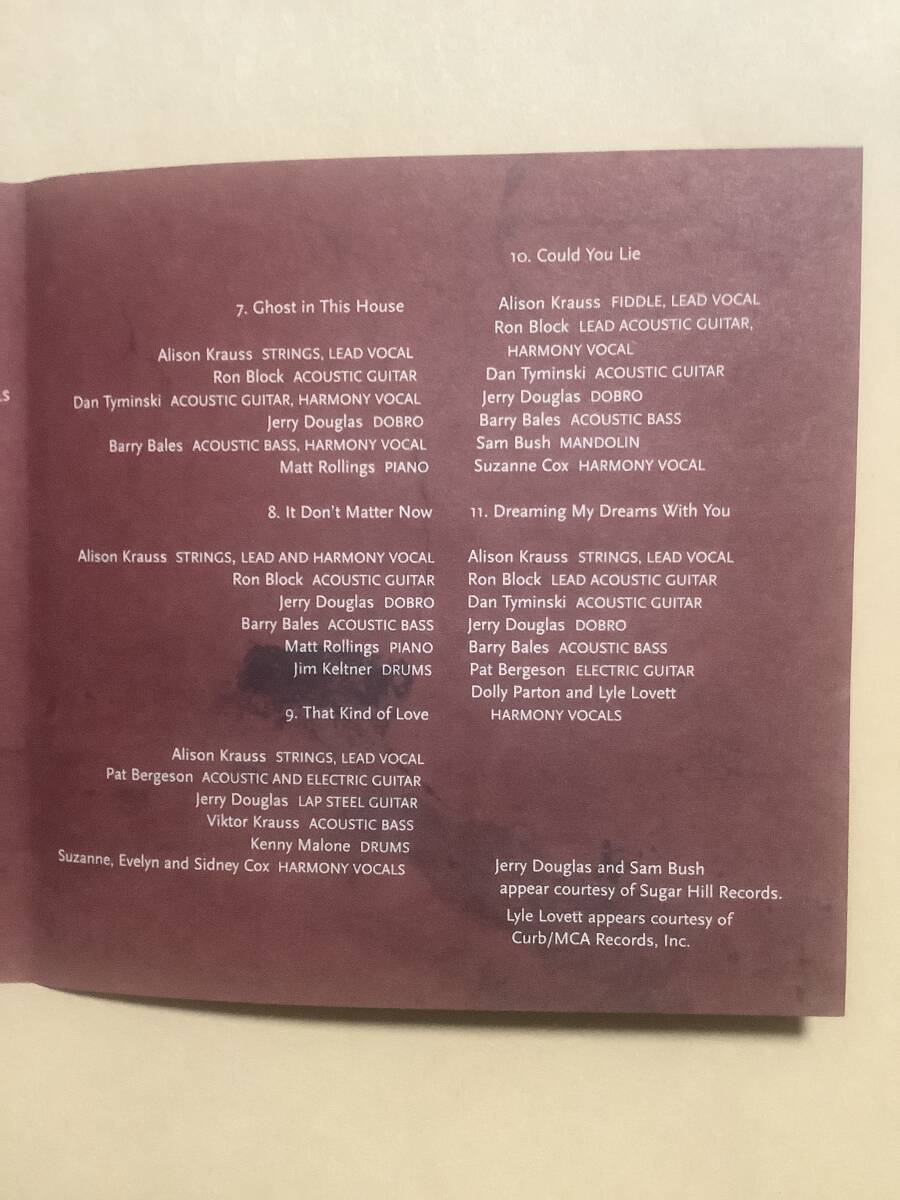 7. Ghost in This House
Alison Krauss STRINGS, LEAD VOCAL
Ron Block ACOUSTIC GUITAR
Dan Tyminski ACOUSTIC GUITAR, HARMONY VOCAL
Jerry Douglas DOBRO
Barry Bales ACOUSTIC BASS, HARMONY VOCAL
Matt Rollings PIANO
8. It Don't Matter Now
Alison Krauss STRINGS, LEAD AND HARMONY VOCAL
Ron Block ACOUSTIC GUITAR
Jerry Douglas DOBRO
Barry Bales ACOUSTIC BASS
Matt Rollings PIANO
Jim Keltner DRUMS
9. That Kind of Love
Alison Krauss STRINGS, LEAD VOCAL
Pat Bergeson ACOUSTIC AND ELECTRIC GUITAR
Jerry Douglas LAP STEEL GUITAR
Viktor Krauss ACOUSTIC BASS
Kenny Malone DRUMS
Suzanne, Evelyn and Sidney Cox HARMONY VOCALS
10. Could You Lie
Alison Krauss FIDDLE, LEAD VOCAL
Ron Block LEAD ACOUSTIC GUITAR,
HARMONY VOCAL
Dan Tyminski ACOUSTIC GUITAR
Jerry Douglas DOBRO
Barry Bales ACOUSTIC BASS
Sam Bush MANDOLIN
Suzanne Cox HARMONY VOCAL
11. Dreaming My Dreams With You
Alison Krauss STRINGS, LEAD VOCAL
Ron Block LEAD ACOUSTIC GUITAR
Dan Tyminski ACOUSTIC GUITAR
Jerry Douglas DOBRO
Barry Bales ACOUSTIC BASS
Pat Bergeson ELECTRIC GUITAR
Dolly Parton and Lyle Lovett
HARMONY VOCALS
Jerry Douglas and Sam Bush
appear courtesy of Sugar Hill Records.
Lyle Lovett appears courtesy of
Curb/MCA Records, Inc.